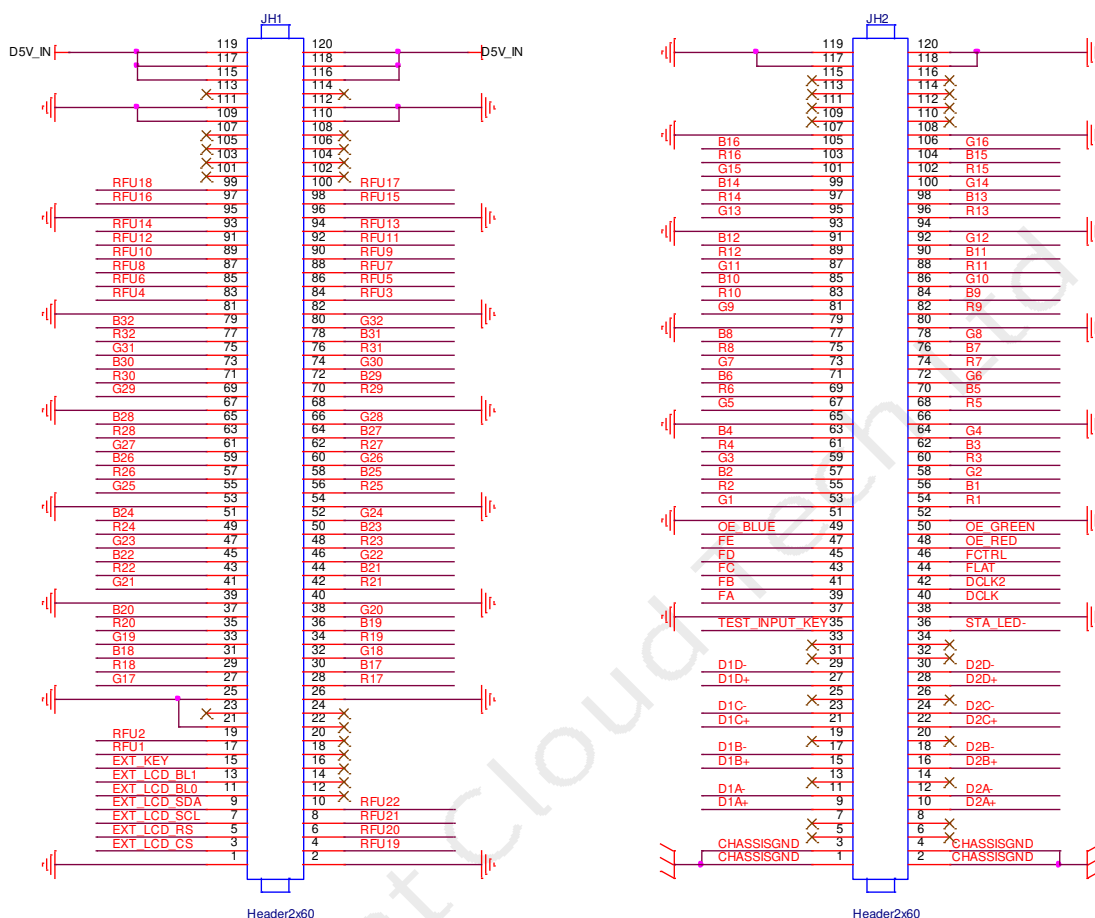 JH1
D5V_IN 119 120 D5V_IN
117 118
115 116
113 114
111 112
109 110
107 108
105 106
103 104
101 102
RFU18 99 100 RFU17
RFU16 97 98 RFU15
95 96
RFU14 93 94 RFU13
RFU12 91 92 RFU11
RFU10 89 90 RFU9
RFU8 87 88 RFU7
RFU6 85 86 RFU5
RFU4 83 84 RFU3
81 82
B32 79 80 G32
R32 77 78 B31
G31 75 76 R31
B30 73 74 G30
R30 71 72 B29
G29 69 70 R29
67 68
B28 65 66 G28
R28 63 64 B27
G27 61 62 R27
B26 59 60 G26
R26 57 58 B25
G25 55 56 R25
53 54
B24 51 52 G24
R24 49 50 B23
G23 47 48 R23
B22 45 46 G22
R22 43 44 B21
G21 41 42 R21
39 40
B20 37 38 G20
R20 35 36 B19
G19 33 34 R19
B18 31 32 G18
R18 29 30 B17
G17 27 28 R17
25 26
23 24
21 22
RFU2 19 20
RFU1 17 18
EXT_KEY 15 16
EXT_LCD_BL1 13 14
EXT_LCD_BL0 11 12
EXT_LCD_SDA 9 10 RFU22
EXT_LCD_SCL 7 8 RFU21
EXT_LCD_RS 5 6 RFU20
EXT_LCD_CS 3 4 RFU19
1 2
Header2x60
JH2
119 120
117 118
115 116
113 114
111 112
109 110
107 108
B16 105 106 G16
R16 103 104 B15
G15 101 102 R15
B14 99 100 G14
R14 97 98 B13
G13 95 96 R13
93 94
B12 91 92 G12
R12 89 90 B11
G11 87 88 R11
B10 85 86 G10
R10 83 84 B9
G9 81 82 R9
79 80
B8 77 78 G8
R8 75 76 B7
G7 73 74 R7
B6 71 72 G6
R6 69 70 B5
G5 67 68 R5
65 66
B4 63 64 G4
R4 61 62 B3
G3 59 60 R3
B2 57 58 G2
R2 55 56 B1
G1 53 54 R1
51 52
OE_BLUE 49 50 OE_GREEN
FE 47 48 OE_RED
FD 45 46 FCTRL
FC 43 44 FLAT
FB 41 42 DCLK2
FA 39 40 DCLK
37 38
TEST_INPUT_KEY 35 36 STA_LED-
33 34
31 32
D1D- 29 30 D2D-
D1D+ 27 28 D2D+
25 26
D1C- 23 24 D2C-
D1C+ 21 22 D2C+
19 20
D1B- 17 18 D2B-
D1B+ 15 16 D2B+
13 14
D1A- 11 12 D2A-
D1A+ 9 10 D2A+
7 8
5 6
CHASSISGND 3 4 CHASSISGND
CHASSISGND 1 2 CHASSISGND
Header2x60
st Cloud Tech Ltd